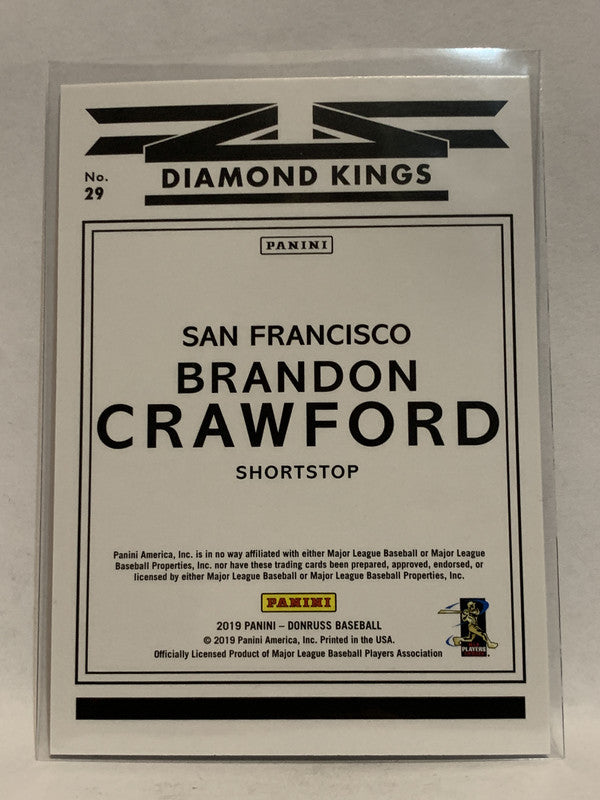 No.
29
DIAMOND KINGS
PANINI
SAN FRANCISCO
BRANDON
CRAWFORD
SHORTSTOP
Panini America, Inc. is in no way affiliated with either Major League Baseball or Major League
Baseball Properties, Inc. nor have these trading cards been prepared, approved, endorsed, or
licensed by either Major League Baseball or Major League Baseball Properties, Inc.
PANINI
2019 PANINI – DONRUSS BASEBALL
© 2019 Panini America, Inc. Printed in the USA.
Officially Licensed Product of Major League Baseball Players Association
PLAYERS